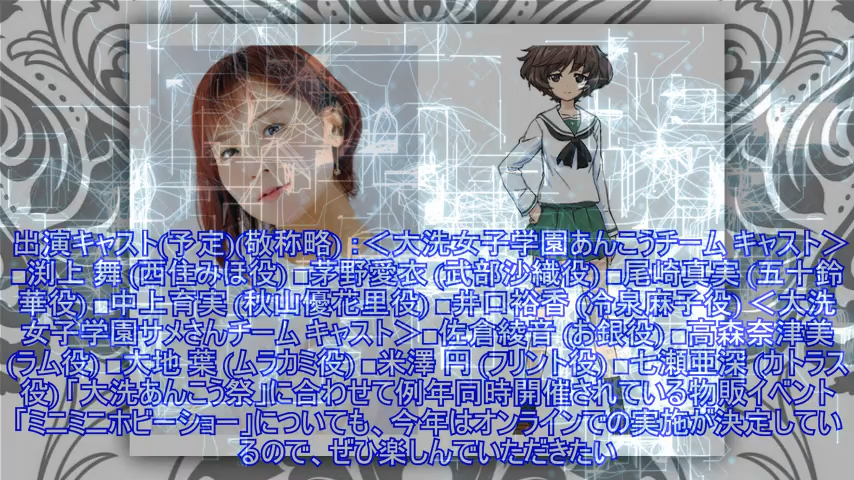 出演キャスト(予定)(敬称略) : ＜大洗女子学園あんこうチーム キャスト＞
■渕上 舞 (西住みほ役) ■茅野愛衣 (武部沙織役) ■尾崎真実 (五十鈴
華役) ■中上育実 (秋山優花里役) ■井口裕香 (冷泉麻子役) ＜大洗
女子学園サメさんチーム キャスト＞■佐倉綾音 (お銀役) ■高森奈津美
(ラム役) ■大地 葉 (ムラカミ役) ■米澤 円 (フリント役) ■七瀬亜深 (カトラス
役) 「大洗あんこう祭」に合わせて例年同時開催されている物販イベント
「ミニミニホビーショー」についても、今年はオンラインでの実施が決定してい
るので、ぜひ楽しんでいただきたい